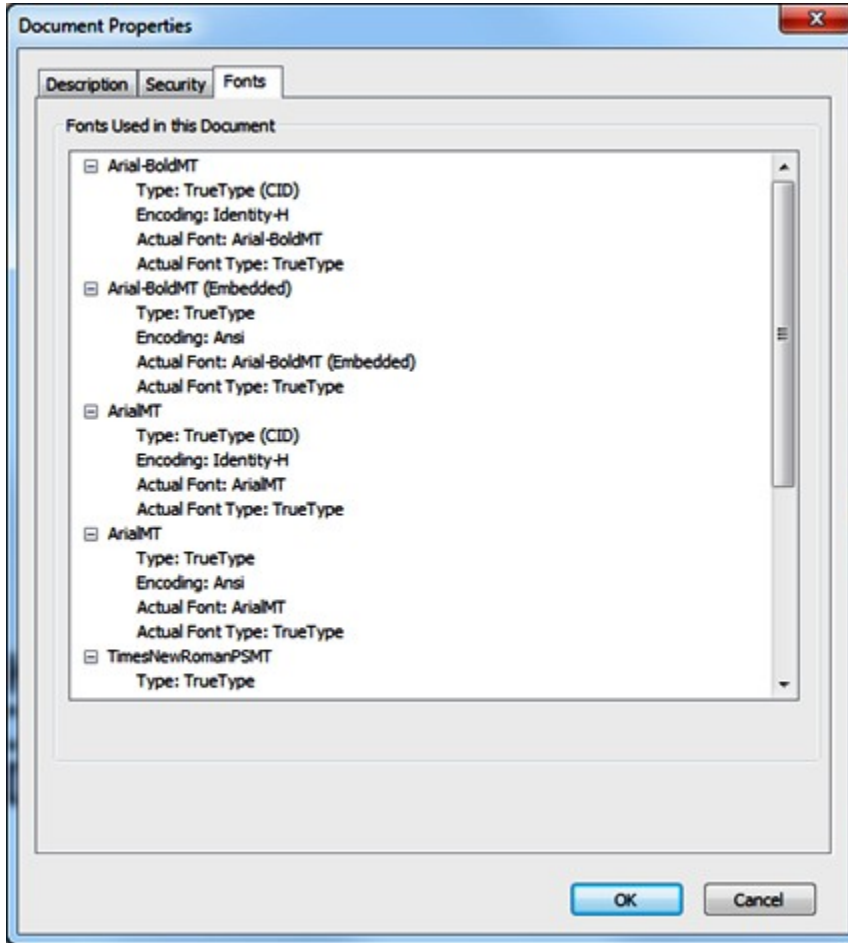 Document Properties
Description Security Fonts
Fonts Used in this Document
Arial-BoldMT
Type: TrueType (CID)
Encoding: Identity-H
Actual Font: Arial-BoldMT
Actual Font Type: TrueType
Arial-BoldMT (Embedded)
Type: TrueType
Encoding: Ansi
Actual Font: Arial-BoldMT (Embedded)
Actual Font Type: TrueType
ArialMT
Type: TrueType (CID)
Encoding: Identity-H
Actual Font: ArialMT
Actual Font Type: TrueType
ArialMT
Type: TrueType
Encoding: Ansi
Actual Font: ArialMT
Actual Font Type: TrueType
TimesNewRomanPSMT
Type: TrueType
OK Cancel